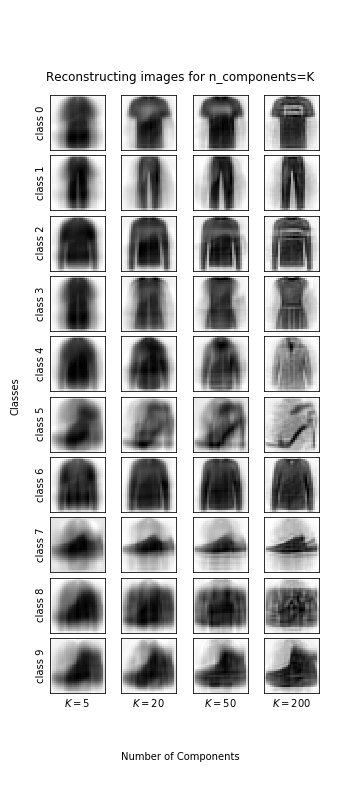 Reconstructing images for n_components=K
class 0
class 1
class 2
class 3
class 4
class 5
class 6
class 7
class 8
class 9
Classes
K = 5
K = 20
K = 50
K = 200
Number of Components